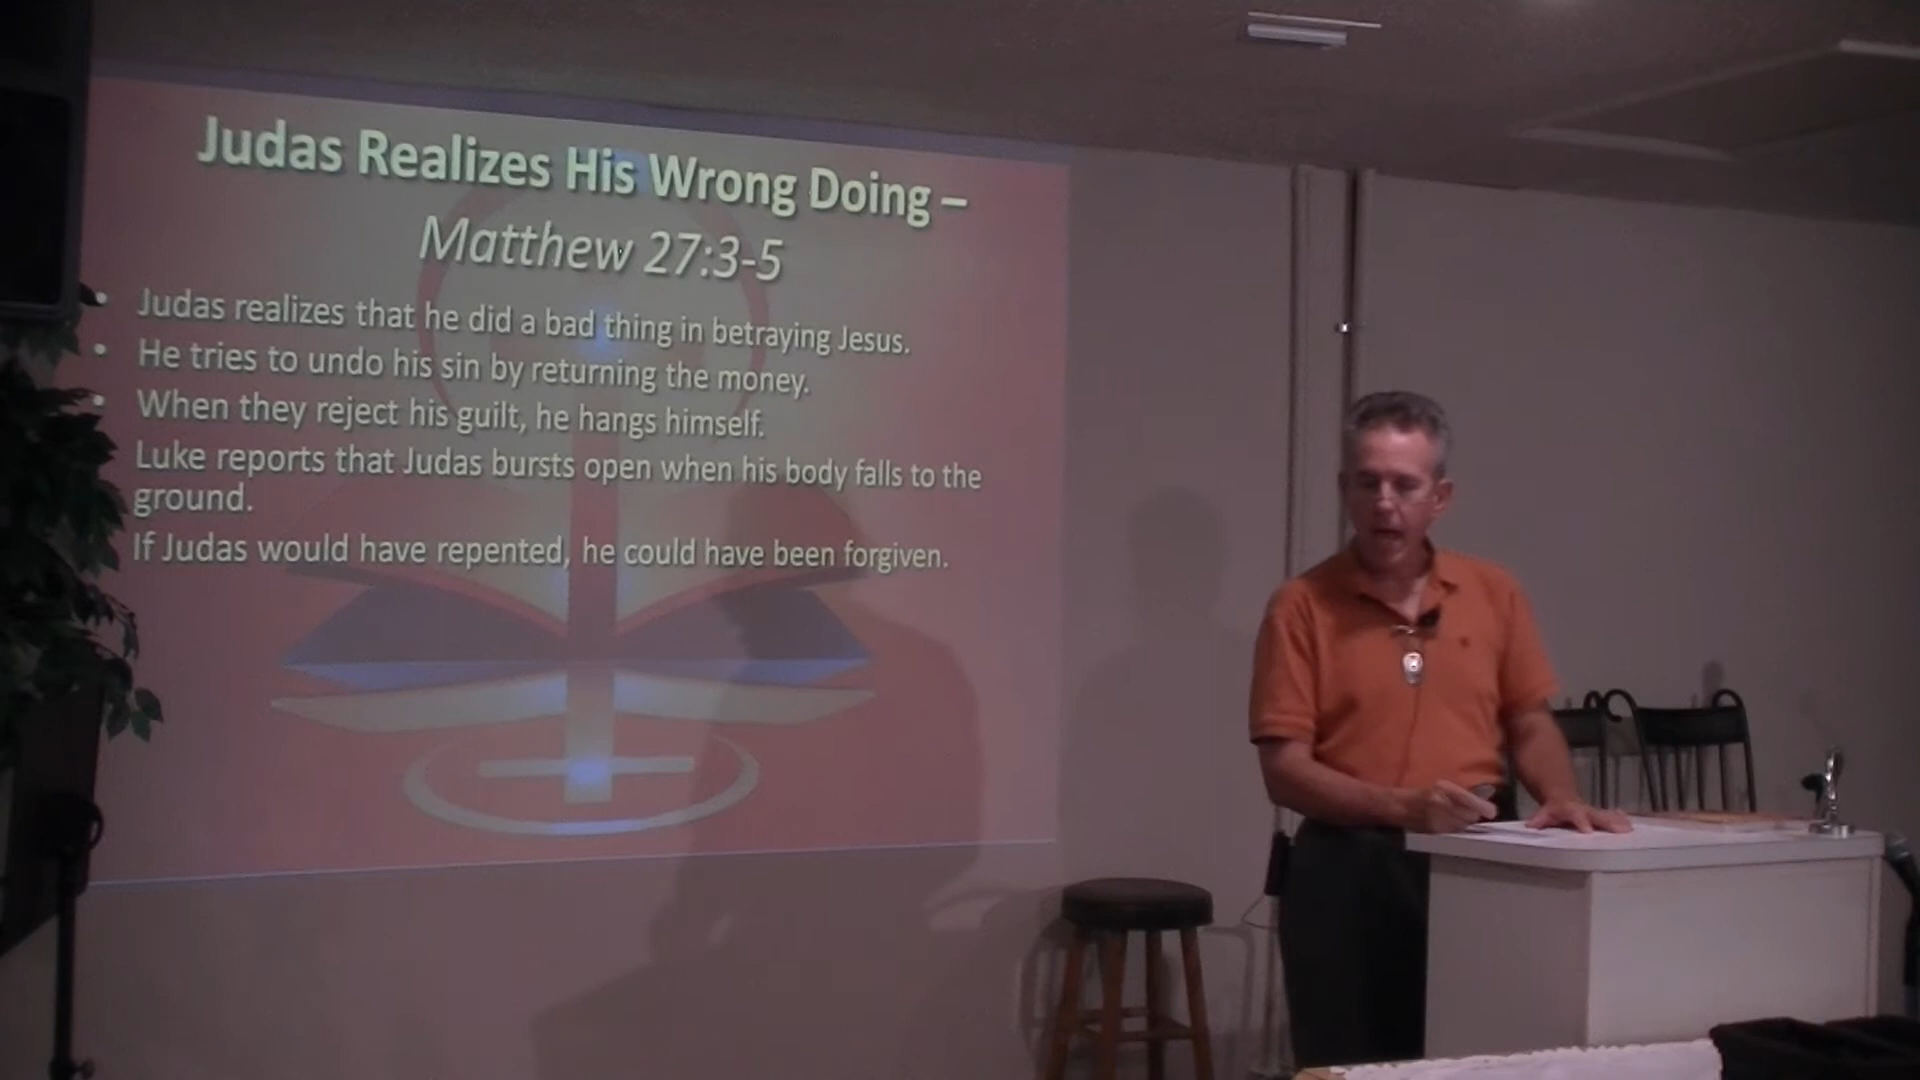 Judas Realizes His Wrong Doing –
Matthew 27:3-5
• Judas realizes that he did a bad thing in betraying Jesus.
• He tries to undo his sin by returning the money.
• When they reject his guilt, he hangs himself.
Luke reports that Judas bursts open when his body falls to the
ground.
If Judas would have repented, he could have been forgiven.